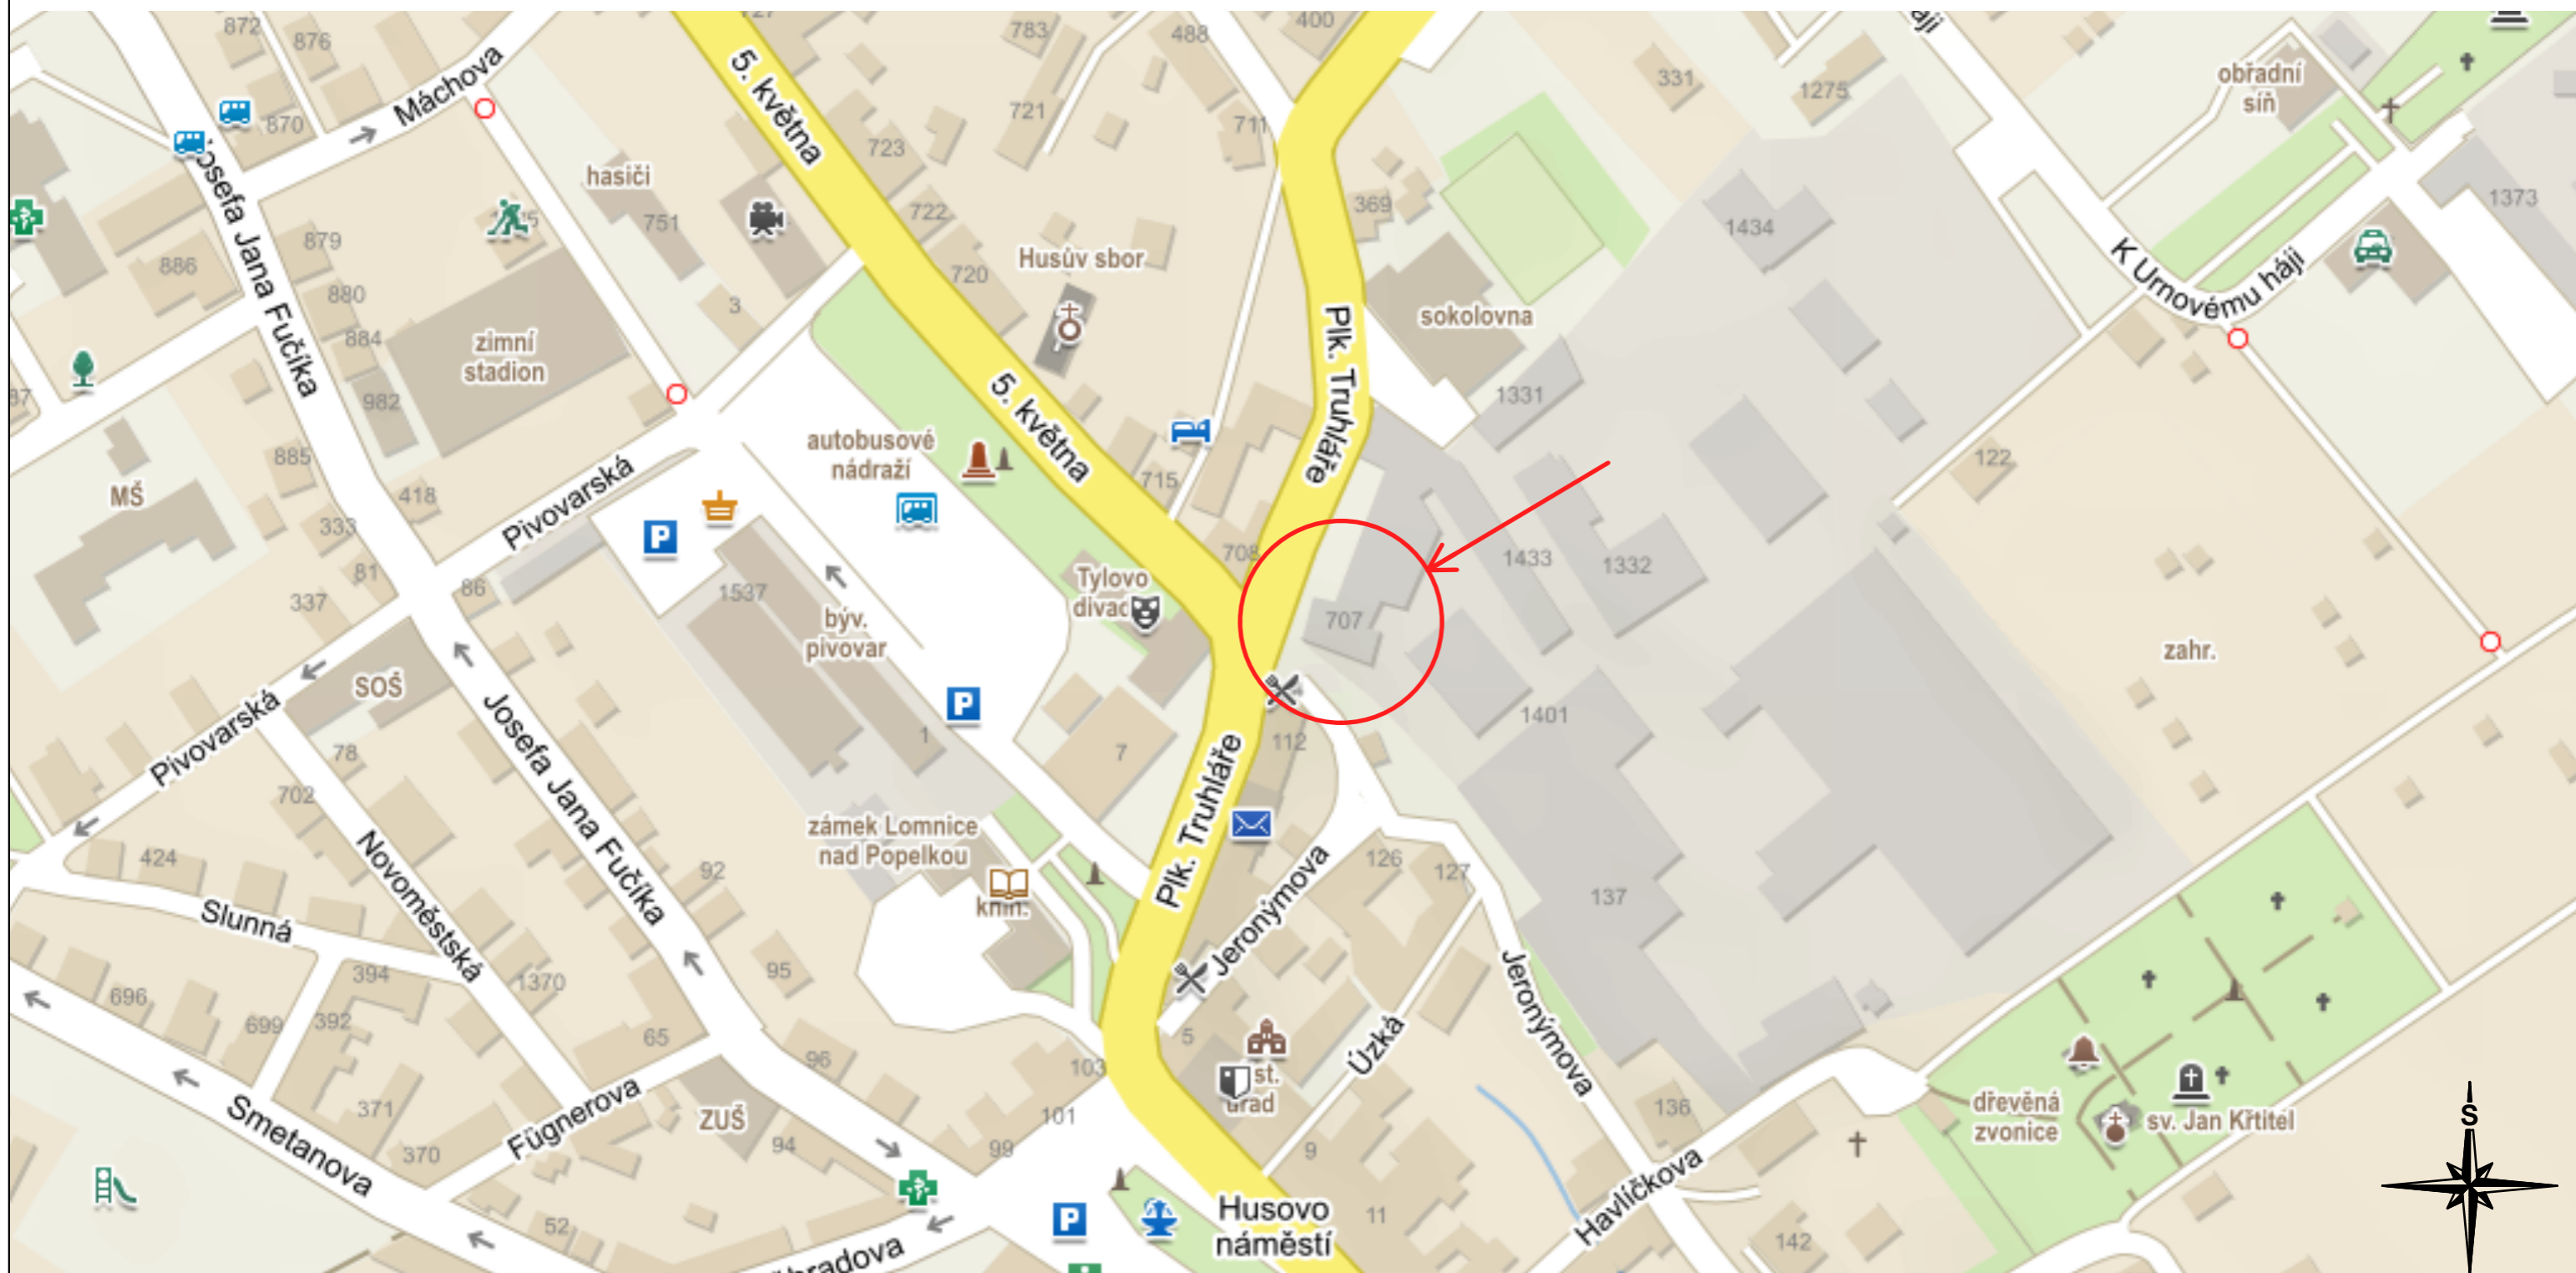 872
876
727
783
488
400
Máchova
5. května
331
1275
obřadní
síň
870
723
721
711
hasiči
751
369
1434
1373
Josefa Jana Fučíka
886
879
722
Husův sbor
720
880
3
884
zimní
stadion
sokolovna
Plk. Truhláře
K Urnovému háji
982
5. května
1331
885
autobusové
nádraží
715
122
MŠ
418
Pivovarská
P
333
708
1433
1332
81
86
337
1537
Tylovo
býv.
pivovar
707
zahr.
SOŠ
Pivovarská
P
1401
78
Josefa Jana Fučíka
1
7
112
702
Plk. Truhláře
424
Novoměstská
zámek Lomnice
nad Popelkou
92
126
127
137
Slunná
knih.
Jeronýmova
394
1370
95
Jeronýmova
696
699
392
65
96
5
Úzká
103
st.
úřad
371
Fügnerova
ZUŠ
101
136
dřevěná
zvonice
sv. Jan Křtitel
S
Smetanova
370
94
99
9
Havlíčkova
P
Husovo
náměstí
11
52
142